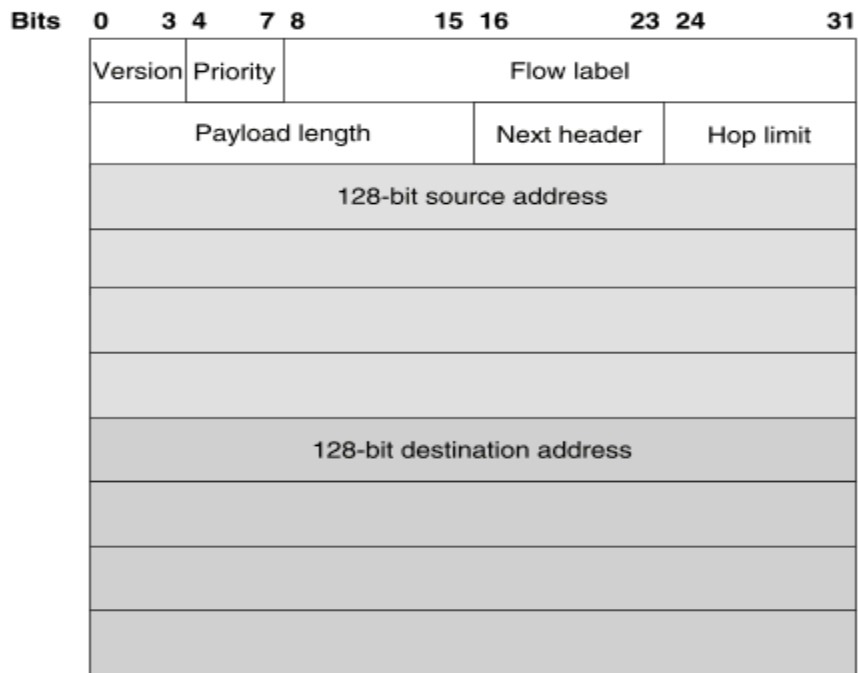 Bits 0 3 4 7 8 15 16 23 24 31
Version Priority Flow label
Payload length Next header Hop limit
128-bit source address
128-bit destination address